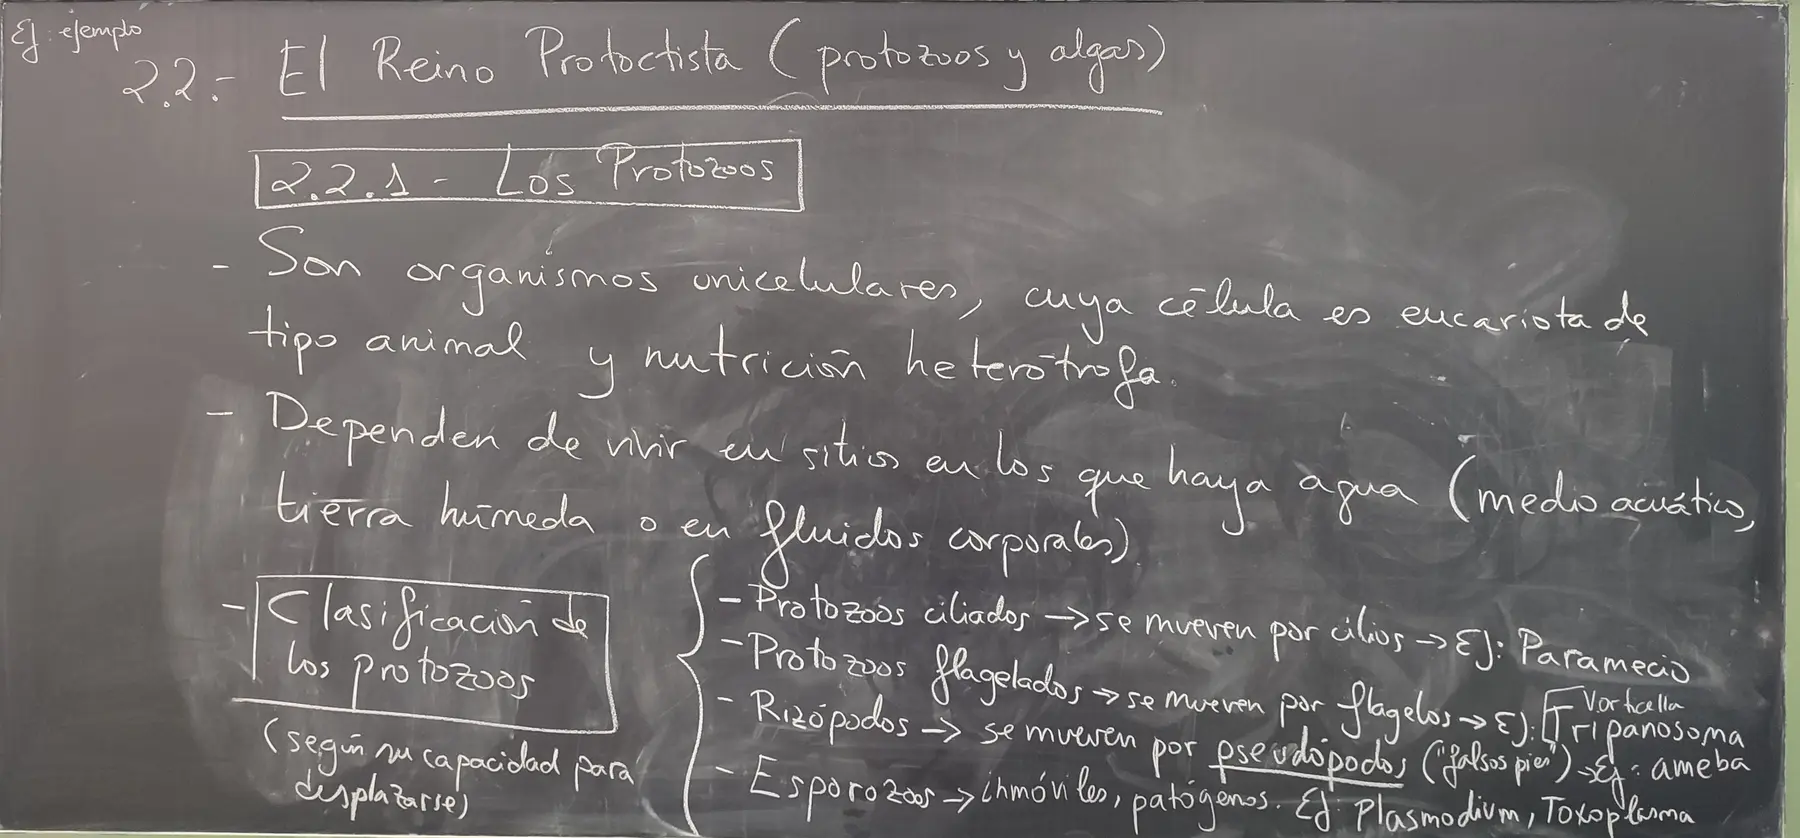 Ej: ejemplo
2.2.- El Reino Protoctista (protozoos y algas)
2.2.1- Los Protozoos
- Son organismos unicelulares, cuya célula es eucariota de
tipo animal y nutrición heterótrofa.
- Dependen de vivir en sitios en los que haya agua (medio acuático,
tierra húmeda o en fluidos corporales)
- Clasificación de
los protozoos
(según su capacidad para
desplazarse)
- Protozoos ciliados → se mueven por cilios → Ej: Paramecio
- Protozoos flagelados → se mueven por flagelos → Ej: Tripanosoma
Vorticella
- Rizópodos → se mueven por pseudópodos ("falsos pies") → Ej: ameba
- Esporozoos → inmóviles, patógenos. Ej: Plasmodium, Toxoplasma